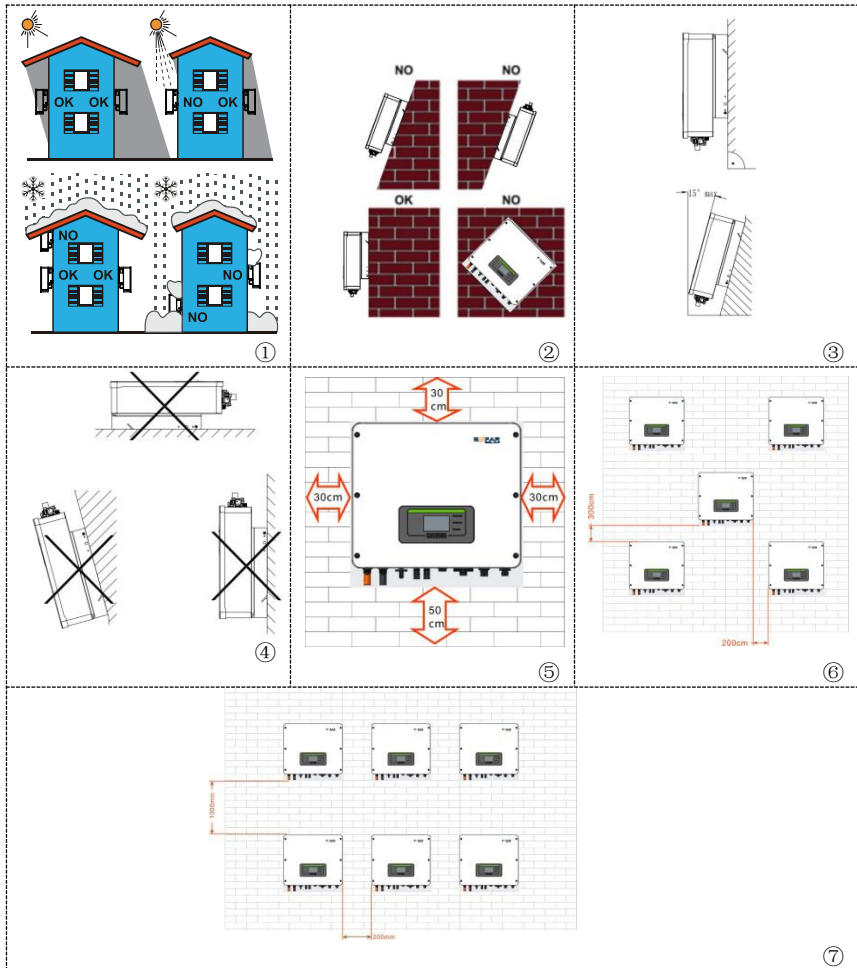 OK OK
NO OK
NO
OK OK
NO
NO
①
NO NO
OK NO
②
15° max
③
④
30
cm
SOFAR
30cm 30cm
50
cm
⑤
300cm
200cm
⑥
1000mm
200mm
⑦